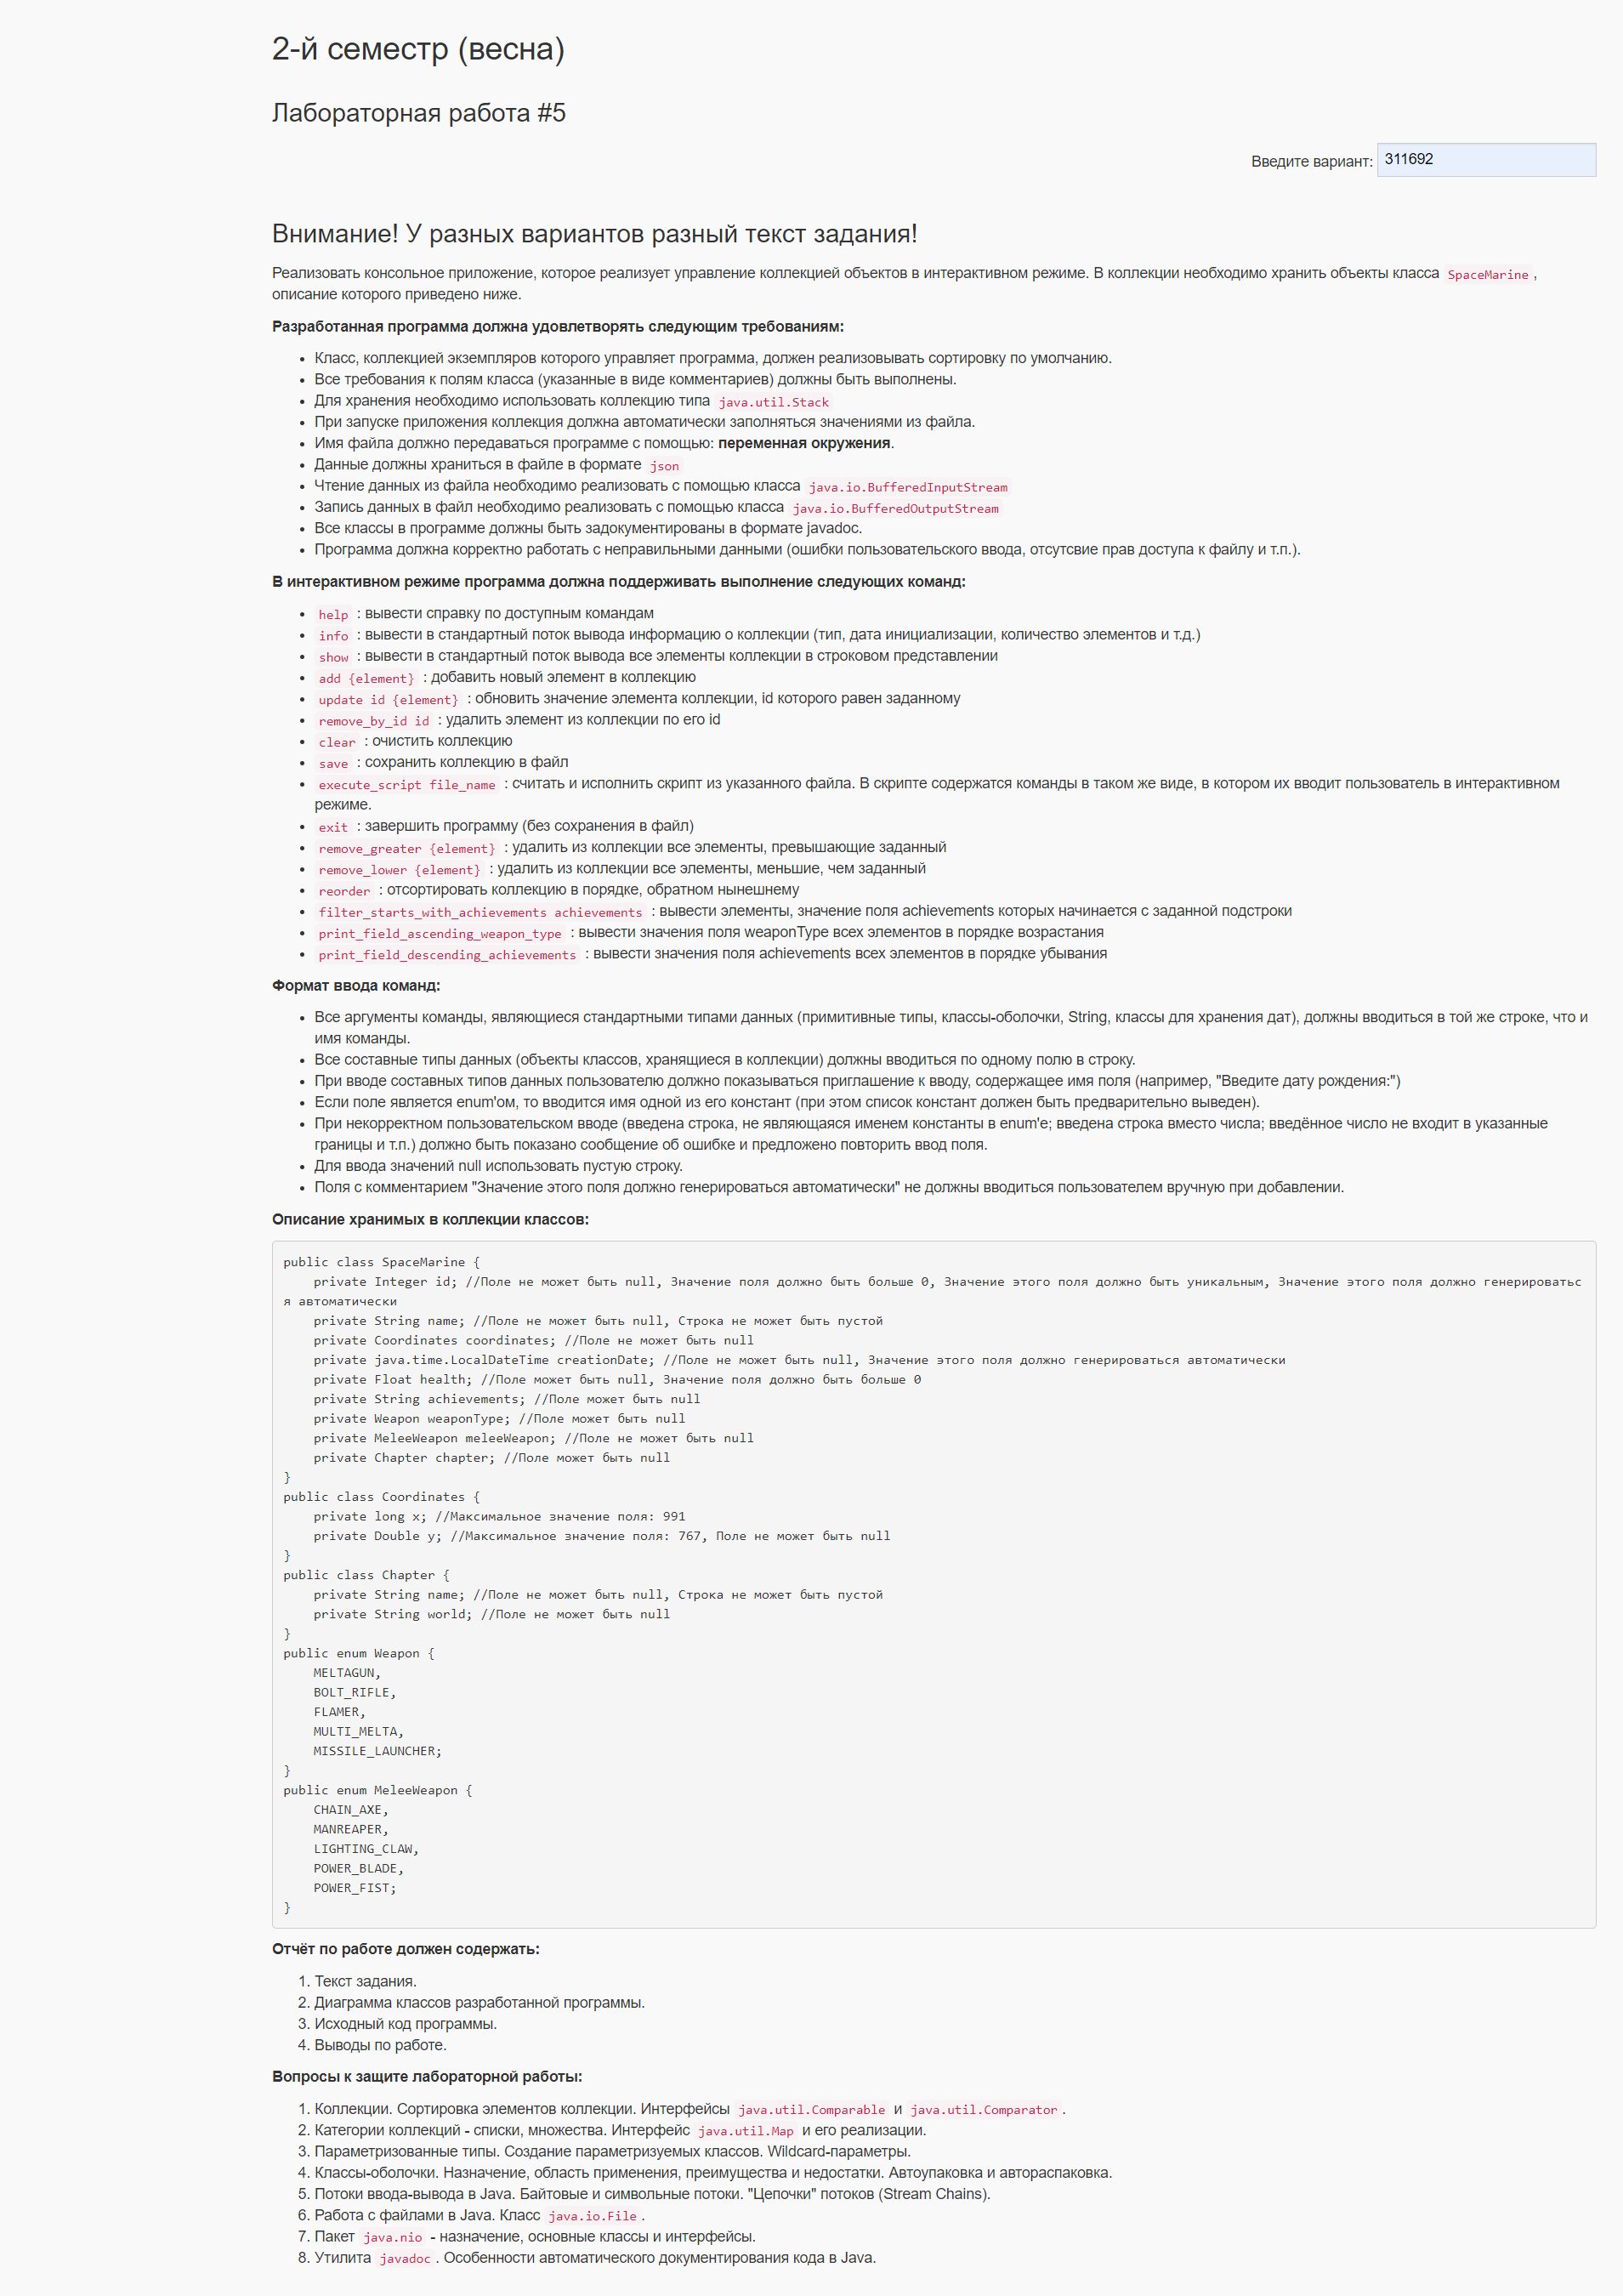 2-й семестр (весна)
Лабораторная работа #5
Введите вариант: 311692
Внимание! У разных вариантов разный текст задания!
Реализовать консольное приложение, которое реализует управление коллекцией объектов в интерактивном режиме. В коллекции необходимо хранить объекты класса SpaceMarine,
описание которого приведено ниже.
Разработанная программа должна удовлетворять следующим требованиям:
• Класс, коллекцией экземпляров которого управляет программа, должен реализовывать сортировку по умолчанию.
• Все требования к полям класса (указанные в виде комментариев) должны быть выполнены.
• Для хранения необходимо использовать коллекцию типа java.util.Stack
• При запуске приложения коллекция должна автоматически заполняться значениями из файла.
• Имя файла должно передаваться программе с помощью: переменная окружения.
• Данные должны храниться в файле в формате json
• Чтение данных из файла необходимо реализовать с помощью класса java.io.BufferedInputStream
• Запись данных в файл необходимо реализовать с помощью класса java.io.BufferedOutputStream
• Все классы в программе должны быть задокументированы в формате javadoc.
• Программа должна корректно работать с неправильными данными (ошибки пользовательского ввода, отсутсвие прав доступа к файлу и т.п.).
В интерактивном режиме программа должна поддерживать выполнение следующих команд:
• help : вывести справку по доступным командам
• info : вывести в стандартный поток вывода информацию о коллекции (тип, дата инициализации, количество элементов и т.д.)
• show : вывести в стандартный поток вывода все элементы коллекции в строковом представлении
• add {element} : добавить новый элемент в коллекцию
• update id {element} : обновить значение элемента коллекции, id которого равен заданному
• remove_by_id id : удалить элемент из коллекции по его id
• clear : очистить коллекцию
• save : сохранить коллекцию в файл
• execute_script file_name : считать и исполнить скрипт из указанного файла. В скрипте содержатся команды в таком же виде, в котором их вводит пользователь в интерактивном
режиме.
• exit : завершить программу (без сохранения в файл)
• remove_greater {element} : удалить из коллекции все элементы, превышающие заданный
• remove_lower {element} : удалить из коллекции все элементы, меньшие, чем заданный
• reorder : отсортировать коллекцию в порядке, обратном нынешнему
• filter_starts_with_achievements achievements : вывести элементы, значение поля achievements которых начинается с заданной подстроки
• print_field_ascending_weapon_type : вывести значения поля weaponType всех элементов в порядке возрастания
• print_field_descending_achievements : вывести значения поля achievements всех элементов в порядке убывания
Формат ввода команд:
• Все аргументы команды, являющиеся стандартными типами данных (примитивные типы, классы-оболочки, String, классы для хранения дат), должны вводиться в той же строке, что и
имя команды.
• Все составные типы данных (объекты классов, хранящиеся в коллекции) должны вводиться по одному полю в строку.
• При вводе составных типов данных пользователю должно показываться приглашение к вводу, содержащее имя поля (например, "Введите дату рождения:")
• Если поле является enum'ом, то вводится имя одной из его констант (при этом список констант должен быть предварительно выведен).
• При некорректном пользовательском вводе (введена строка, не являющаяся именем константы в enum'е; введена строка вместо числа; введённое число не входит в указанные
границы и т.п.) должно быть показано сообщение об ошибке и предложено повторить ввод поля.
• Для ввода значений null использовать пустую строку.
• Поля с комментарием "Значение этого поля должно генерироваться автоматически" не должны вводиться пользователем вручную при добавлении.
Описание хранимых в коллекции классов:
public class SpaceMarine {
    private Integer id; //Поле не может быть null, Значение поля должно быть больше 0, Значение этого поля должно быть уникальным, Значение этого поля должно генерироватьс
я автоматически
    private String name; //Поле не может быть null, Строка не может быть пустой
    private Coordinates coordinates; //Поле не может быть null
    private java.time.LocalDateTime creationDate; //Поле не может быть null, Значение этого поля должно генерироваться автоматически
    private Float health; //Поле может быть null, Значение поля должно быть больше 0
    private String achievements; //Поле может быть null
    private Weapon weaponType; //Поле может быть null
    private MeleeWeapon meleeWeapon; //Поле не может быть null
    private Chapter chapter; //Поле может быть null
}
public class Coordinates {
    private long x; //Максимальное значение поля: 991
    private Double y; //Максимальное значение поля: 767, Поле не может быть null
}
public class Chapter {
    private String name; //Поле не может быть null, Строка не может быть пустой
    private String world; //Поле не может быть null
}
public enum Weapon {
    MELTAGUN,
    BOLT_RIFLE,
    FLAMER,
    MULTI_MELTA,
    MISSILE_LAUNCHER;
}
public enum MeleeWeapon {
    CHAIN_AXE,
    MANREAPER,
    LIGHTING_CLAW,
    POWER_BLADE,
    POWER_FIST;
}
Отчёт по работе должен содержать:
1. Текст задания.
2. Диаграмма классов разработанной программы.
3. Исходный код программы.
4. Выводы по работе.
Вопросы к защите лабораторной работы:
1. Коллекции. Сортировка элементов коллекции. Интерфейсы java.util.Comparable и java.util.Comparator.
2. Категории коллекций - списки, множества. Интерфейс java.util.Map и его реализации.
3. Параметризованные типы. Создание параметризуемых классов. Wildcard-параметры.
4. Классы-оболочки. Назначение, область применения, преимущества и недостатки. Автоупаковка и автораспаковка.
5. Потоки ввода-вывода в Java. Байтовые и символьные потоки. "Цепочки" потоков (Stream Chains).
6. Работа с файлами в Java. Класс java.io.File.
7. Пакет java.nio - назначение, основные классы и интерфейсы.
8. Утилита javadoc. Особенности автоматического документирования кода в Java.